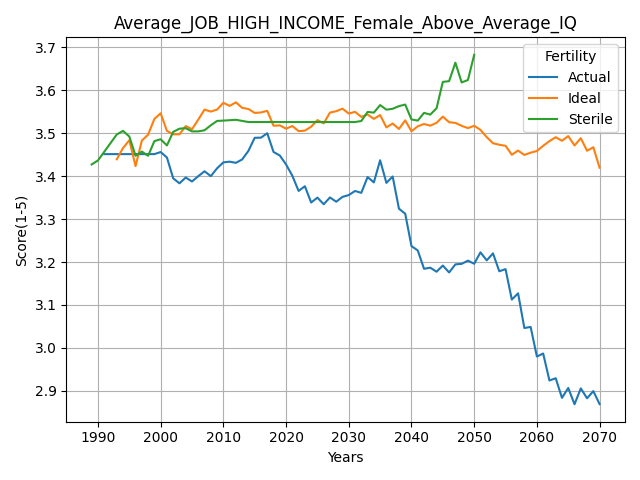 Average_JOB_HIGH_INCOME_Female_Above_Average_IQ
3.7
3.6
3.5
3.4
3.3
3.2
3.1
3.0
2.9
Score(1-5)
Fertility
Actual
Ideal
Sterile
1990 2000 2010 2020 2030 2040 2050 2060 2070
Years